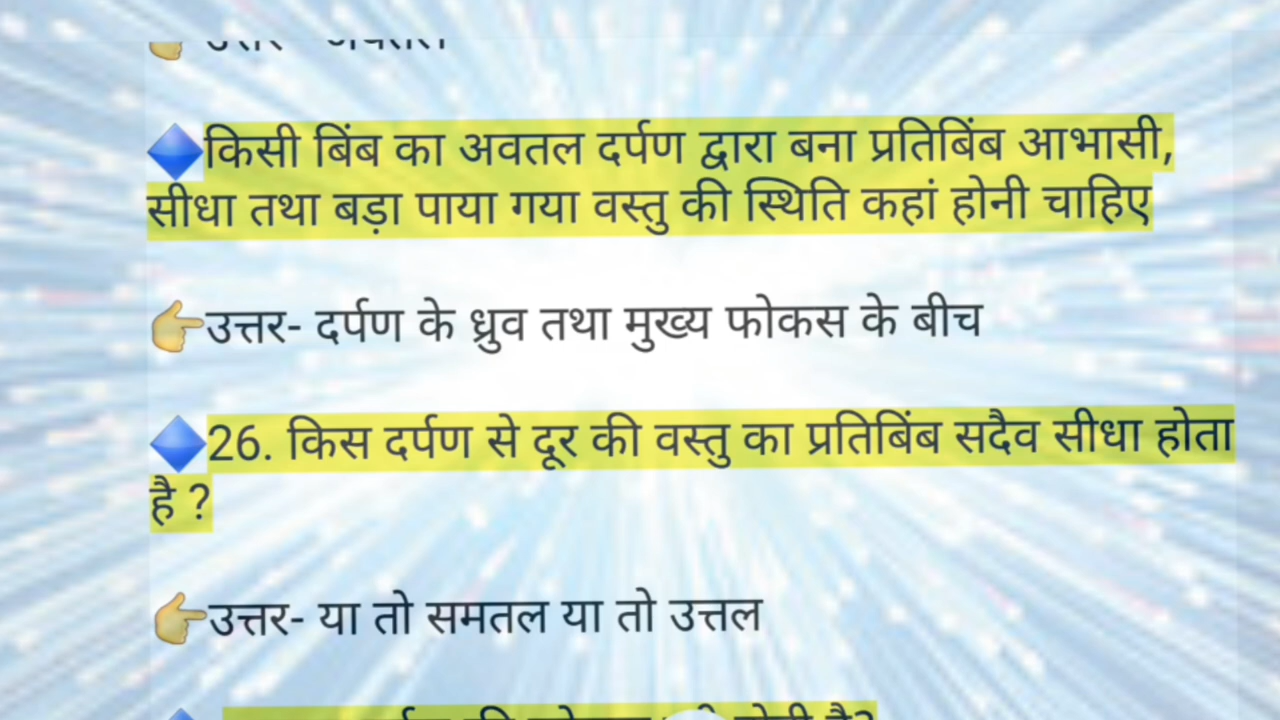 किसी बिंब का अवतल दर्पण द्वारा बना प्रतिबिंब आभासी,
सीधा तथा बड़ा पाया गया वस्तु की स्थिति कहां होनी चाहिए
उत्तर- दर्पण के ध्रुव तथा मुख्य फोकस के बीच
26. किस दर्पण से दूर की वस्तु का प्रतिबिंब सदैव सीधा होता
है ?
उत्तर- या तो समतल या तो उत्तल